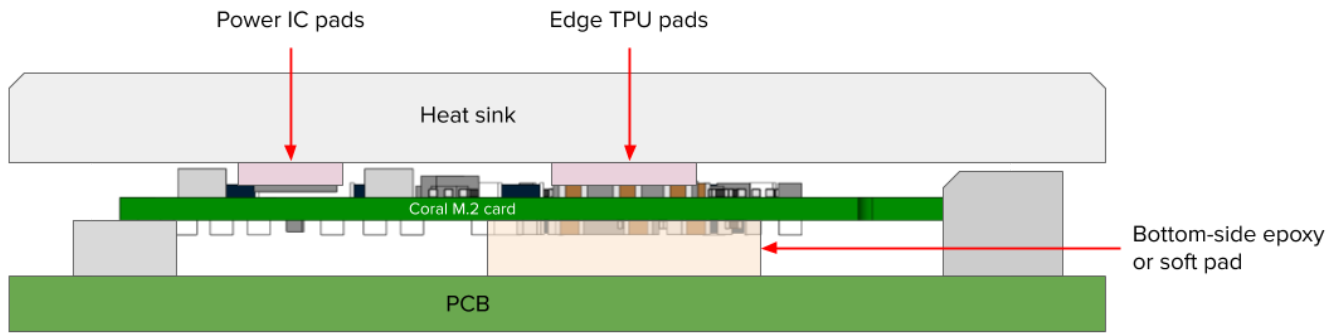 Power IC pads
Edge TPU pads
Heat sink
Coral M.2 card
Bottom-side epoxy
or soft pad
PCB